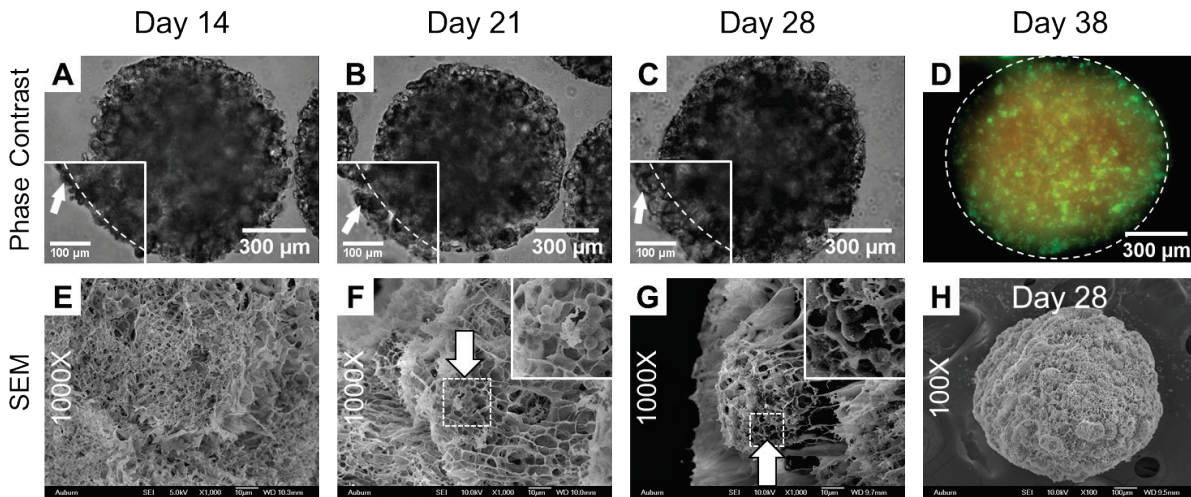 Day 14 Day 21 Day 28 Day 38
Phase Contrast
A B C D
100 µm 300 µm 100 µm 300 µm 100 µm 300 µm 300 µm
SEM
E F G H
Day 28
1000X 1000X 1000X 100X
Auburn SEI 5.0kV X1,000 10µm WD 10.3mm
Auburn SEI 10.0kV X1,000 10µm WD 10.0mm
Auburn SEI 10.0kV X1,000 10µm WD 9.7mm
Auburn SEI 10.0kV X100 100µm WD 9.5mm